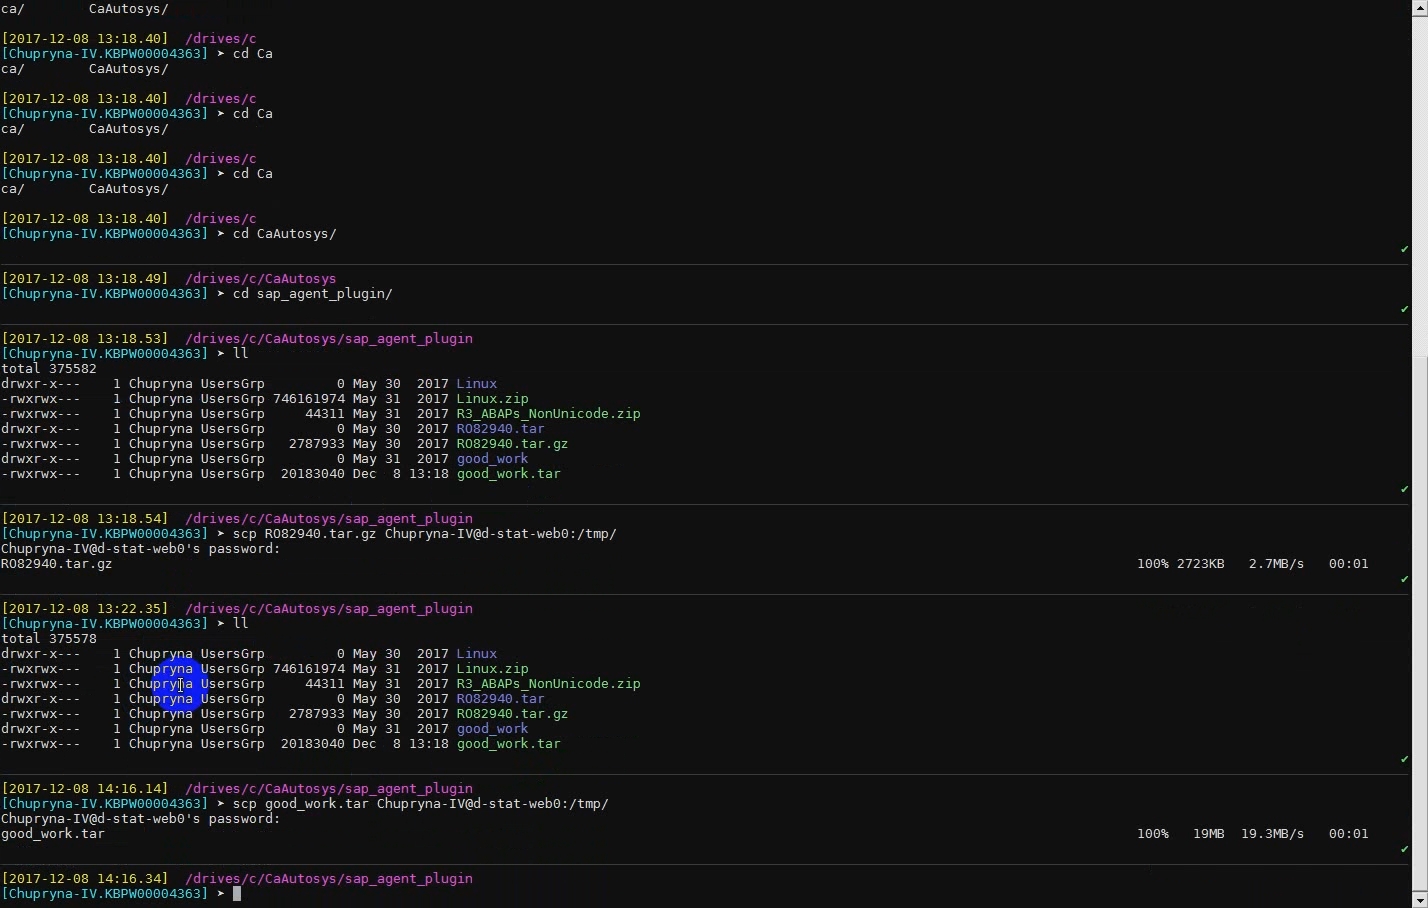 ca/        CaAutosys/
[2017-12-08 13:18.40]  /drives/c
[Chupryna-IV.KBPW00004363] ➤ cd Ca
ca/        CaAutosys/
[2017-12-08 13:18.40]  /drives/c
[Chupryna-IV.KBPW00004363] ➤ cd Ca
ca/        CaAutosys/
[2017-12-08 13:18.40]  /drives/c
[Chupryna-IV.KBPW00004363] ➤ cd Ca
ca/        CaAutosys/
[2017-12-08 13:18.40]  /drives/c
[Chupryna-IV.KBPW00004363] ➤ cd CaAutosys/
✔
[2017-12-08 13:18.49]  /drives/c/CaAutosys
[Chupryna-IV.KBPW00004363] ➤ cd sap_agent_plugin/
✔
[2017-12-08 13:18.53]  /drives/c/CaAutosys/sap_agent_plugin
[Chupryna-IV.KBPW00004363] ➤ ll
total 375582
drwxr-x---    1 Chupryna UsersGrp         0 May 30  2017 Linux
-rwxrwx---    1 Chupryna UsersGrp 746161974 May 31  2017 Linux.zip
-rwxrwx---    1 Chupryna UsersGrp     44311 May 31  2017 R3_ABAPs_NonUnicode.zip
drwxr-x---    1 Chupryna UsersGrp         0 May 30  2017 RO82940.tar
-rwxrwx---    1 Chupryna UsersGrp   2787933 May 30  2017 RO82940.tar.gz
drwxr-x---    1 Chupryna UsersGrp         0 May 31  2017 good_work
-rwxrwx---    1 Chupryna UsersGrp  20183040 Dec  8 13:18 good_work.tar
✔
[2017-12-08 13:18.54]  /drives/c/CaAutosys/sap_agent_plugin
[Chupryna-IV.KBPW00004363] ➤ scp RO82940.tar.gz Chupryna-IV@d-stat-web0:/tmp/
Chupryna-IV@d-stat-web0's password:
RO82940.tar.gz 100% 2723KB   2.7MB/s   00:01
✔
[2017-12-08 13:22.35]  /drives/c/CaAutosys/sap_agent_plugin
[Chupryna-IV.KBPW00004363] ➤ ll
total 375578
drwxr-x---    1 Chupryna UsersGrp         0 May 30  2017 Linux
-rwxrwx---    1 Chupryna UsersGrp 746161974 May 31  2017 Linux.zip
-rwxrwx---    1 Chupryna UsersGrp     44311 May 31  2017 R3_ABAPs_NonUnicode.zip
drwxr-x---    1 Chupryna UsersGrp         0 May 30  2017 RO82940.tar
-rwxrwx---    1 Chupryna UsersGrp   2787933 May 30  2017 RO82940.tar.gz
drwxr-x---    1 Chupryna UsersGrp         0 May 31  2017 good_work
-rwxrwx---    1 Chupryna UsersGrp  20183040 Dec  8 13:18 good_work.tar
✔
[2017-12-08 14:16.14]  /drives/c/CaAutosys/sap_agent_plugin
[Chupryna-IV.KBPW00004363] ➤ scp good_work.tar Chupryna-IV@d-stat-web0:/tmp/
Chupryna-IV@d-stat-web0's password:
good_work.tar 100%   19MB  19.3MB/s   00:01
✔
[2017-12-08 14:16.34]  /drives/c/CaAutosys/sap_agent_plugin
[Chupryna-IV.KBPW00004363] ➤